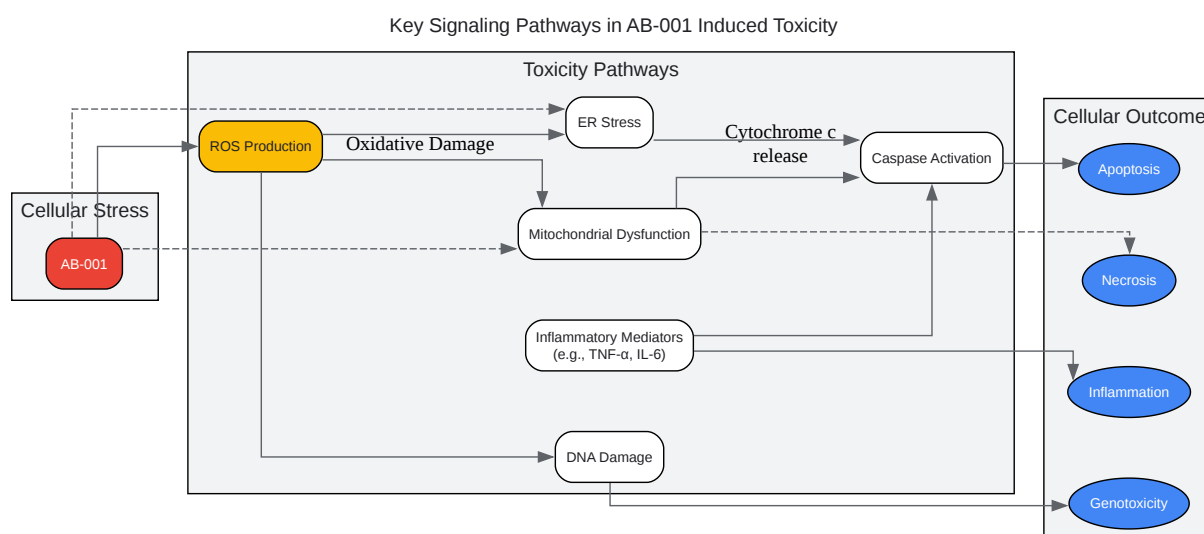 Key Signaling Pathways in AB-001 Induced Toxicity
Toxicity Pathways
Cellular Outcome
Cellular Stress
AB-001
ROS Production
Oxidative Damage
ER Stress
Cytochrome c
release
Caspase Activation
Mitochondrial Dysfunction
Inflammatory Mediators
(e.g., TNF-α, IL-6)
DNA Damage
Apoptosis
Necrosis
Inflammation
Genotoxicity